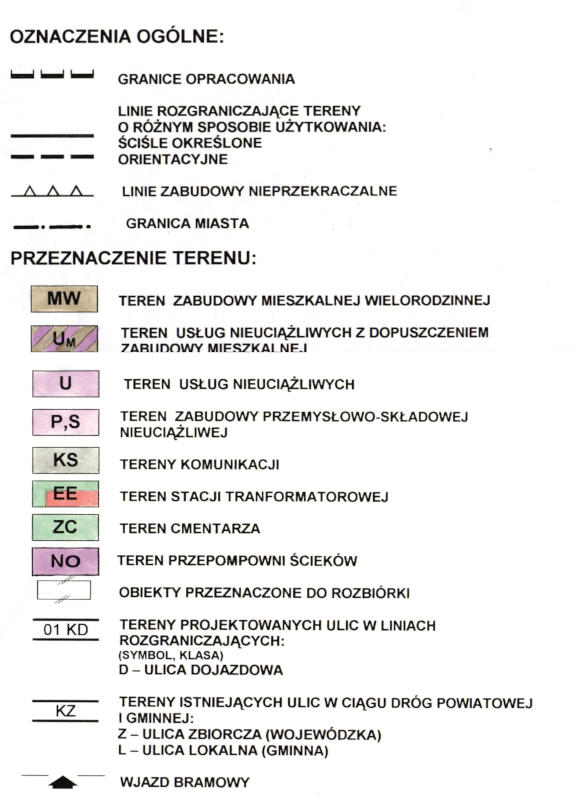 OZNACZENIA OGÓLNE:
GRANICE OPRACOWANIA
LINIE ROZGRANICZAJĄCE TERENY
O RÓŻNYM SPOSOBIE UŻYTKOWANIA:
ŚCIŚLE OKREŚLONE
ORIENTACYJNE
LINIE ZABUDOWY NIEPRZEKRACZALNE
GRANICA MIASTA
PRZEZNACZENIE TERENU:
MW TEREN ZABUDOWY MIESZKALNEJ WIELORODZINNEJ
UM TEREN USŁUG NIEUCIĄŻLIWYCH Z DOPUSZCZENIEM
ZABUDOWY MIESZKALNEJ
U TEREN USŁUG NIEUCIĄŻLIWYCH
P,S TEREN ZABUDOWY PRZEMYSŁOWO-SKŁADOWEJ
NIEUCIĄŻLIWEJ
KS TERENY KOMUNIKACJI
EE TEREN STACJI TRANFORMATOROWEJ
ZC TEREN CMENTARZA
NO TEREN PRZEPOMPOWNI ŚCIEKÓW
OBIEKTY PRZEZNACZONE DO ROZBIÓRKI
01 KD TERENY PROJEKTOWANYCH ULIC W LINIACH
ROZGRANICZAJĄCYCH:
(SYMBOL, KLASA)
D – ULICA DOJAZDOWA
KZ TERENY ISTNIEJĄCYCH ULIC W CIĄGU DRÓG POWIATOWEJ
I GMINNEJ:
Z – ULICA ZBIORCZA (WOJEWÓDZKA)
L – ULICA LOKALNA (GMINNA)
WJAZD BRAMOWY